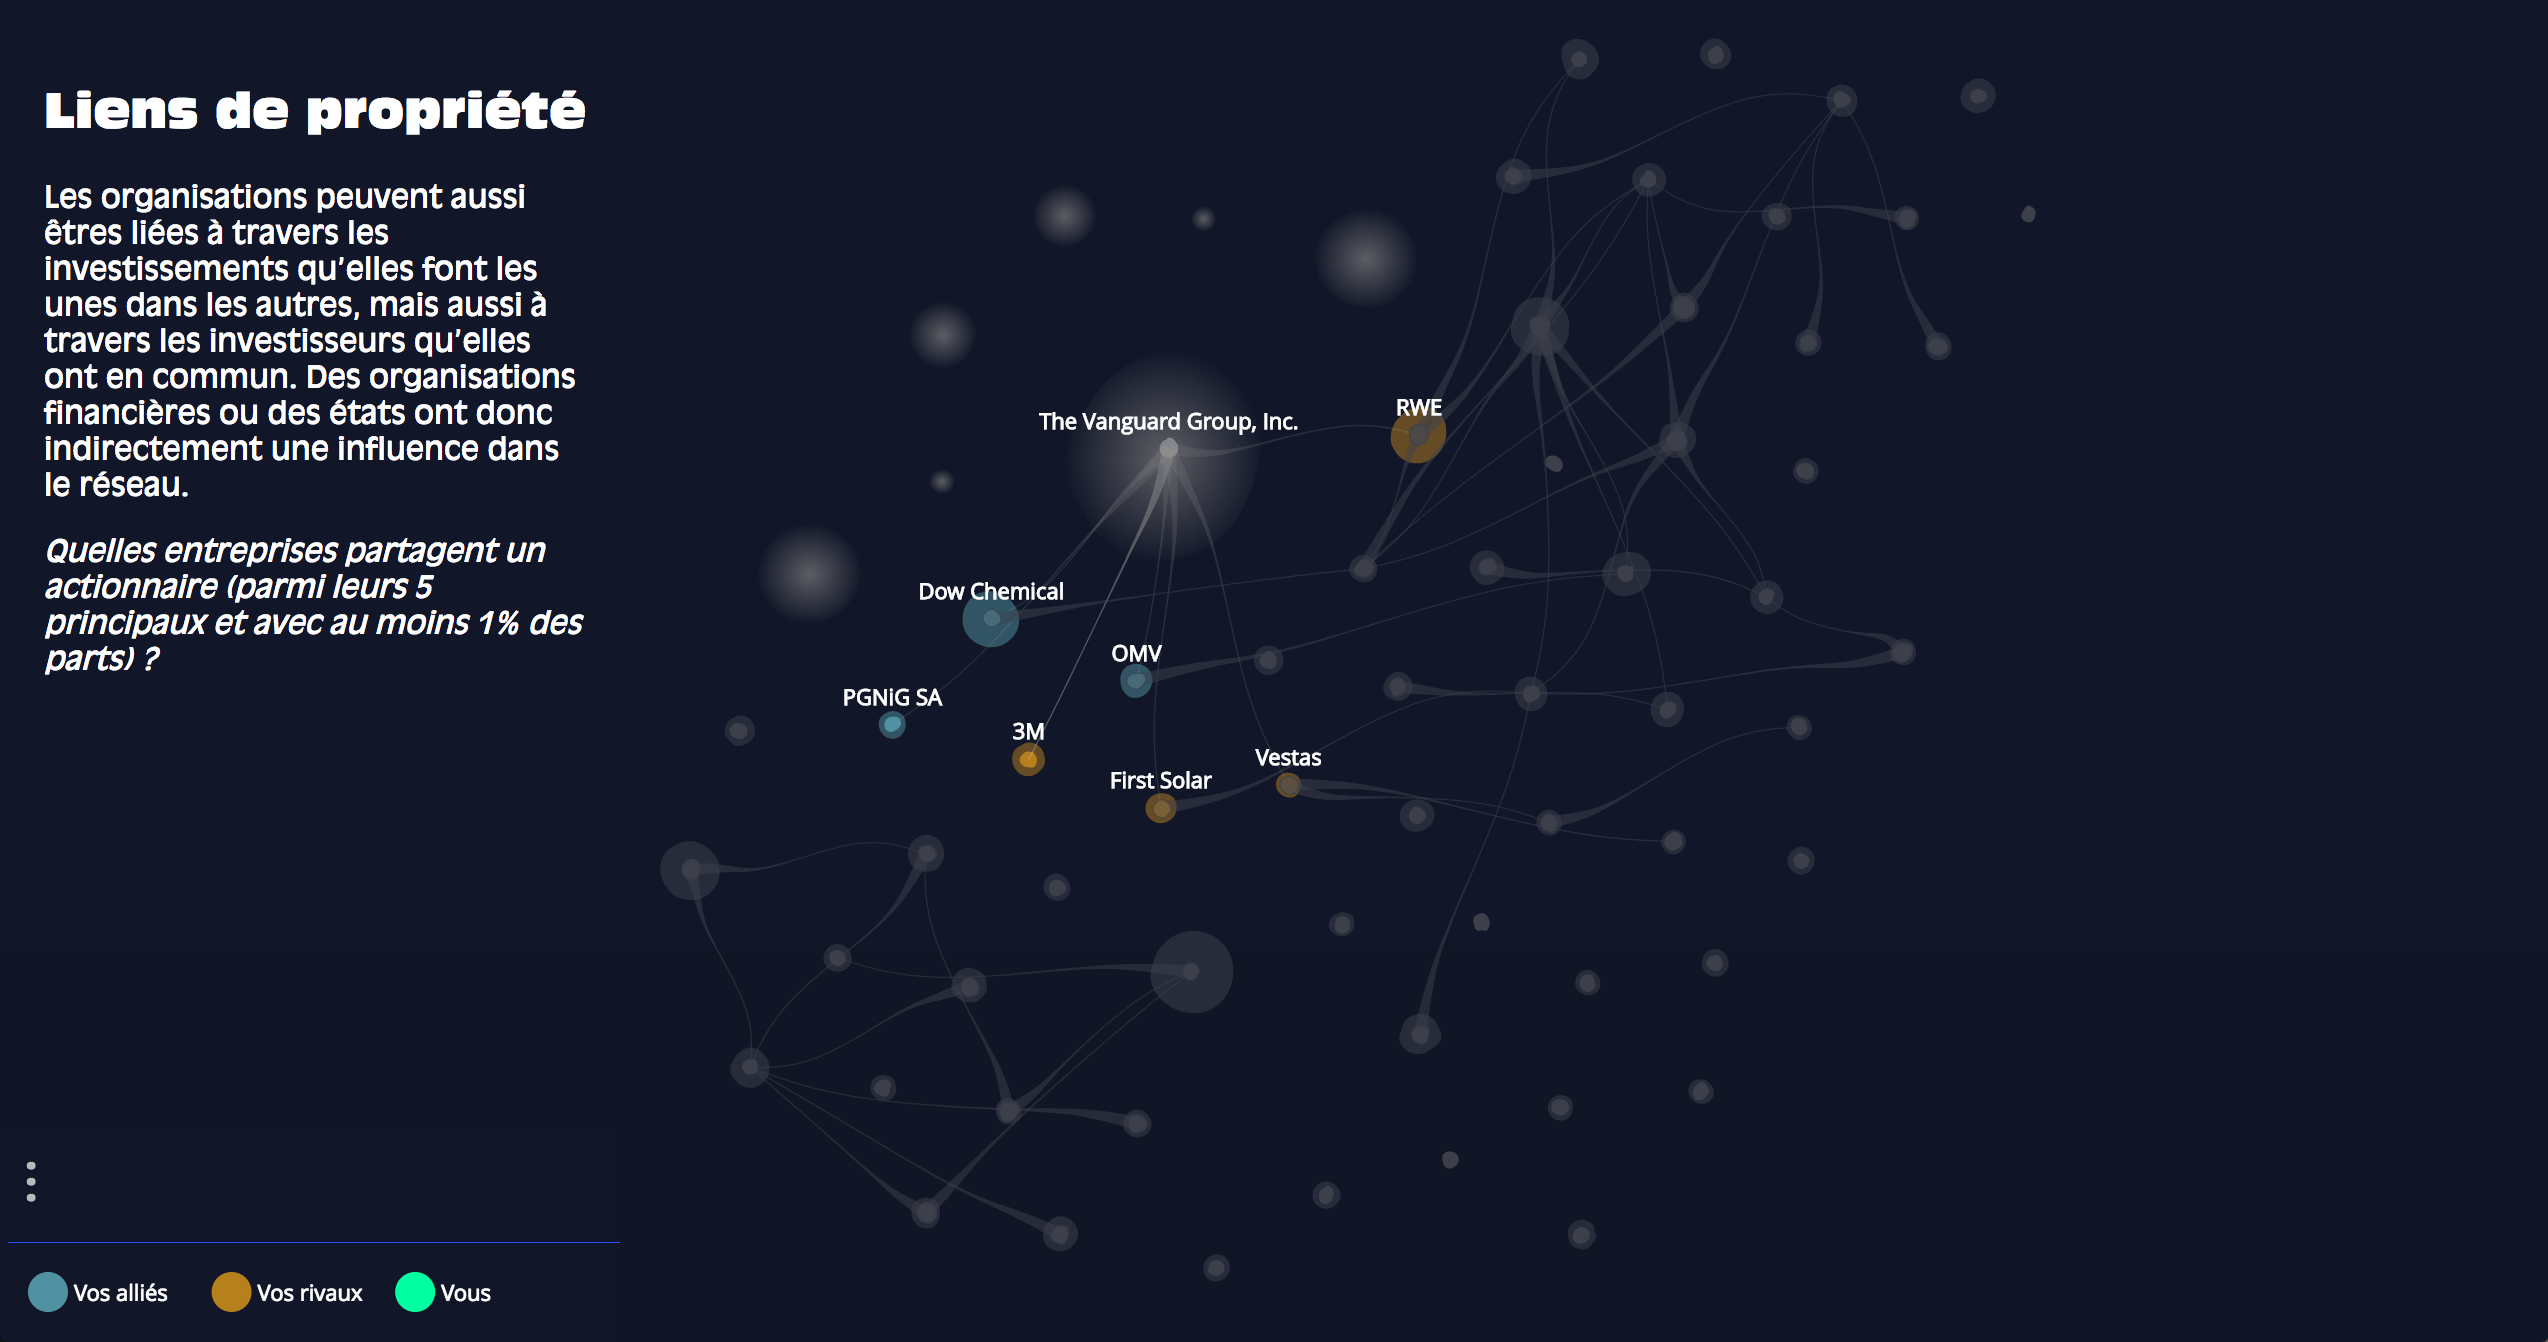 Liens de propriété
Les organisations peuvent aussi
êtres liées à travers les
investissements qu'elles font les
unes dans les autres, mais aussi à
travers les investisseurs qu'elles
ont en commun. Des organisations
financières ou des états ont donc
indirectement une influence dans
le réseau.
Quelles entreprises partagent un
actionnaire (parmi leurs 5
principaux et avec au moins 1% des
parts) ?
RWE
The Vanguard Group, Inc.
Dow Chemical
OMV
PGNiG SA
3M
Vestas
First Solar
Vos alliés
Vos rivaux
Vous